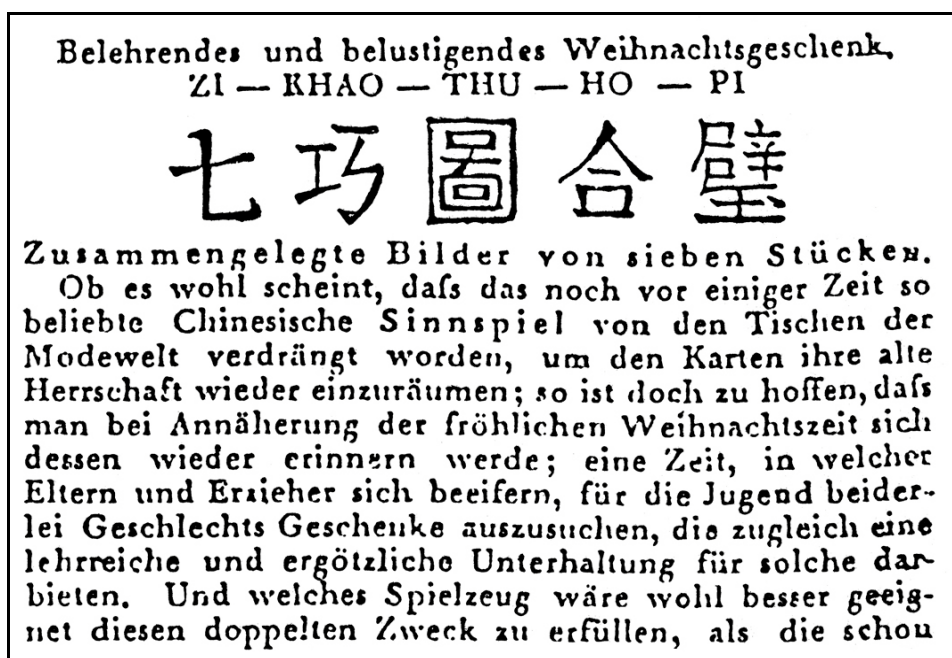 Belehrendes und belustigendes Weihnachtsgeschenk.
ZI — KHAO — THU — HO — PI
七巧圖合璧
Zusammengelegte Bilder von sieben Stücken.
Ob es wohl scheint, daſs das noch vor einiger Zeit so
beliebte Chinesische Sinnspiel von den Tischen der
Modewelt verdrängt worden, um den Karten ihre alte
Herrschaft wieder einzuräumen; so ist doch zu hoffen, daſs
man bei Annäherung der fröhlichen Weihnachtszeit sich
dessen wieder erinnern werde; eine Zeit, in welcher
Eltern und Erzieher sich beeifern, für die Jugend beider-
lei Geschlechts Geschenke auszusuchen, die zugleich eine
lehrreiche und ergötzliche Unterhaltung für solche dar-
bieten. Und welches Spielzeug wäre wohl besser geeig-
net diesen doppelten Zweck zu erfüllen, als die schon